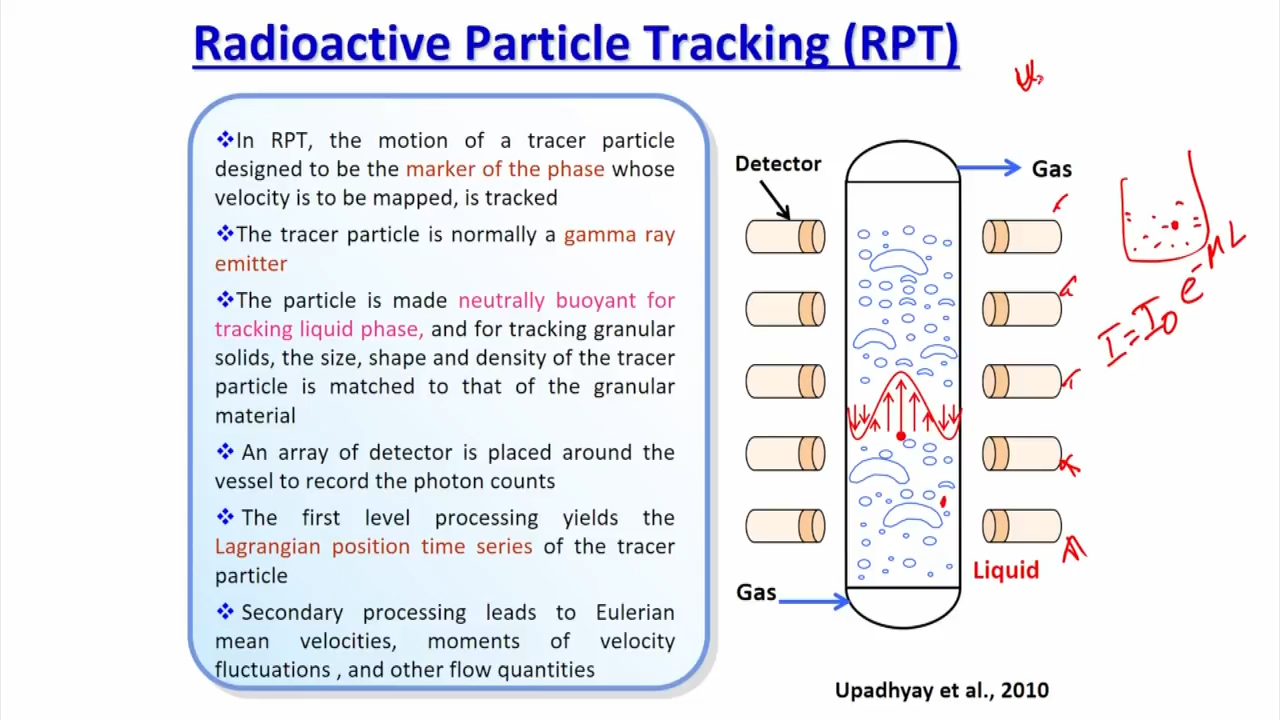 Radioactive Particle Tracking (RPT)
❖In RPT, the motion of a tracer particle
designed to be the marker of the phase whose
velocity is to be mapped, is tracked
❖The tracer particle is normally a gamma ray
emitter
❖The particle is made neutrally buoyant for
tracking liquid phase, and for tracking granular
solids, the size, shape and density of the tracer
particle is matched to that of the granular
material
❖ An array of detector is placed around the
vessel to record the photon counts
❖ The first level processing yields the
Lagrangian position time series of the tracer
particle
❖ Secondary processing leads to Eulerian
mean velocities, moments of velocity
fluctuations , and other flow quantities
Detector
Gas
I = I₀ e^-μL
Liquid
Gas
Upadhyay et al., 2010